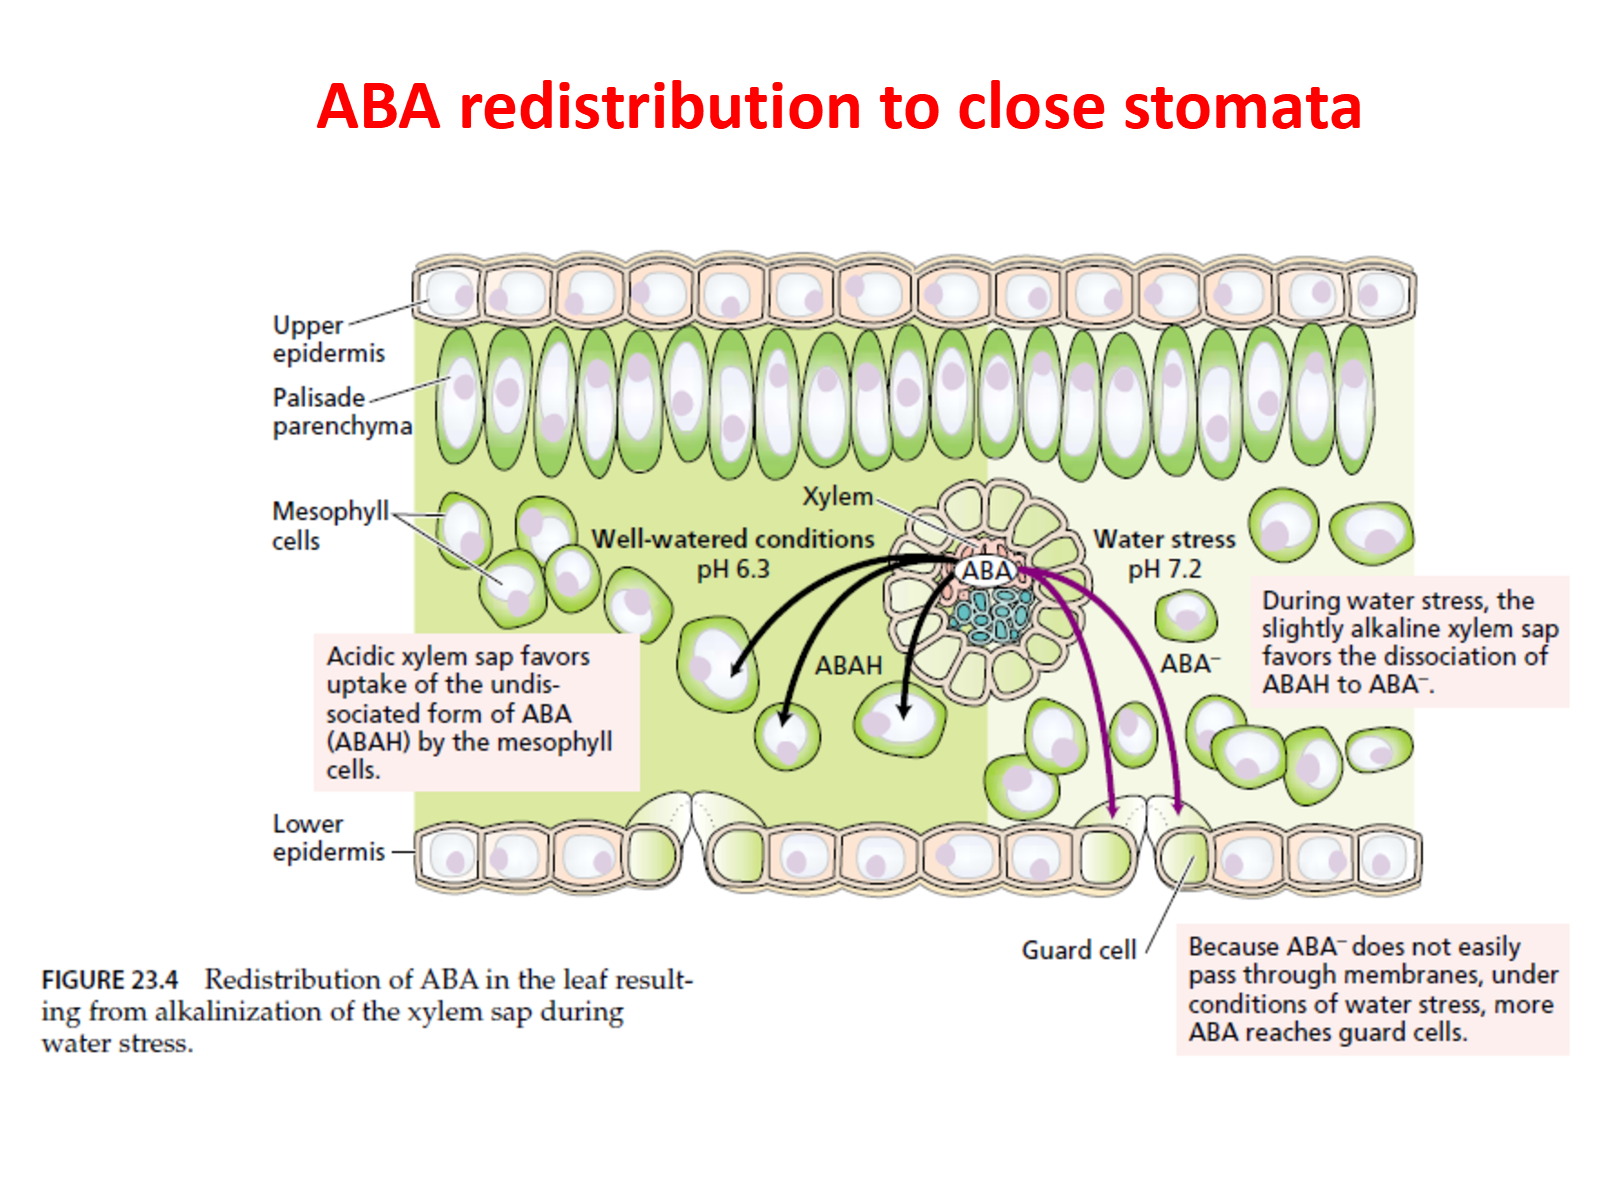 ABA redistribution to close stomata
Upper
epidermis
Palisade
parenchyma
Mesophyll
cells
Xylem
Well-watered conditions
pH 6.3
ABA
Water stress
pH 7.2
During water stress, the
slightly alkaline xylem sap
favors the dissociation of
ABAH to ABA⁻.
Acidic xylem sap favors
uptake of the undis-
sociated form of ABA
(ABAH) by the mesophyll
cells.
ABAH
ABA⁻
Lower
epidermis
Guard cell
Because ABA⁻ does not easily
pass through membranes, under
conditions of water stress, more
ABA reaches guard cells.
FIGURE 23.4 Redistribution of ABA in the leaf result-
ing from alkalinization of the xylem sap during
water stress.